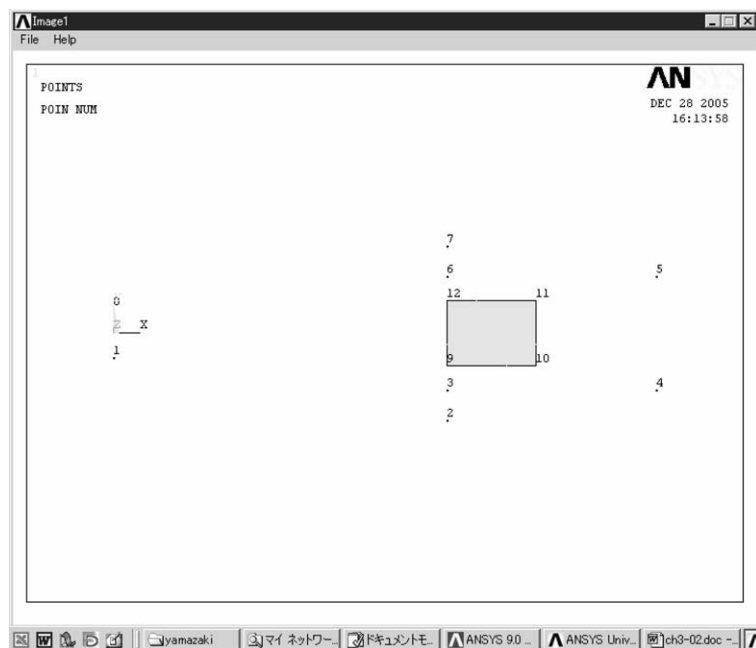 Image1
File Help
1
POINTS
POIN NUM
ANSYS
DEC 28 2005
16:13:58
7
6
5
12
11
8
Z X
1
9
10
3
4
2
yamazaki
マイ ネットワー...
ドキュメントモ...
ANSYS 9.0 ...
ANSYS Univ...
ch3-02.doc -...